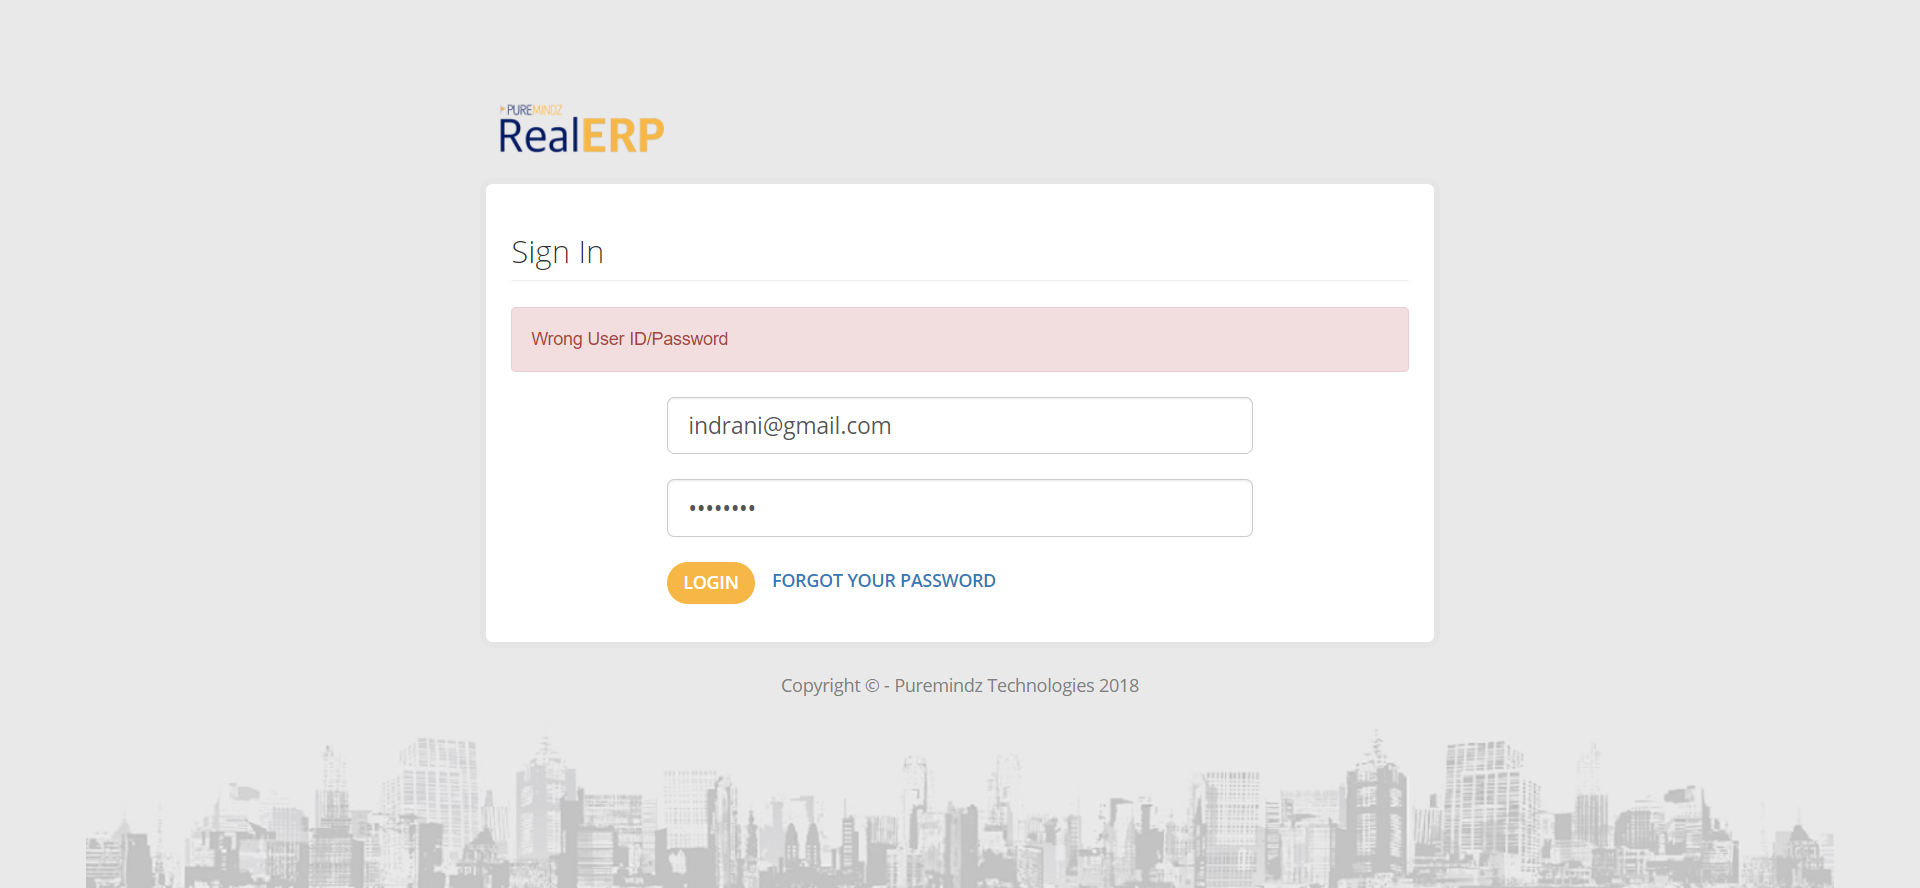 PUREMINDZ
RealERP
Sign In
Wrong User ID/Password
indrani@gmail.com
••••••••
LOGIN FORGOT YOUR PASSWORD
Copyright © - Puremindz Technologies 2018